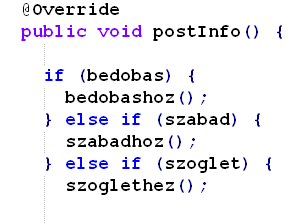 @Override
public void postInfo() {
if (bedobas) {
bedobashoz();
} else if (szabad) {
szabadhoz();
} else if (szoglet) {
szoglethez();